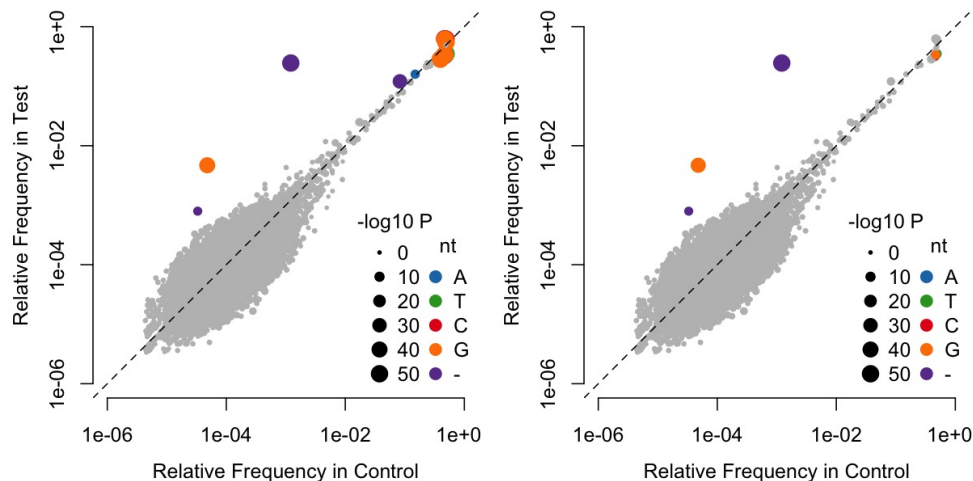 Relative Frequency in Test
1e+0
1e-02
1e-04
1e-06
1e-06
1e-04
1e-02
1e+0
Relative Frequency in Control
-log10 P
nt
0
10
A
20
T
30
C
40
G
50
-
Relative Frequency in Test
1e+0
1e-02
1e-04
1e-06
1e-06
1e-04
1e-02
1e+0
Relative Frequency in Control
-log10 P
nt
0
10
A
20
T
30
C
40
G
50
-